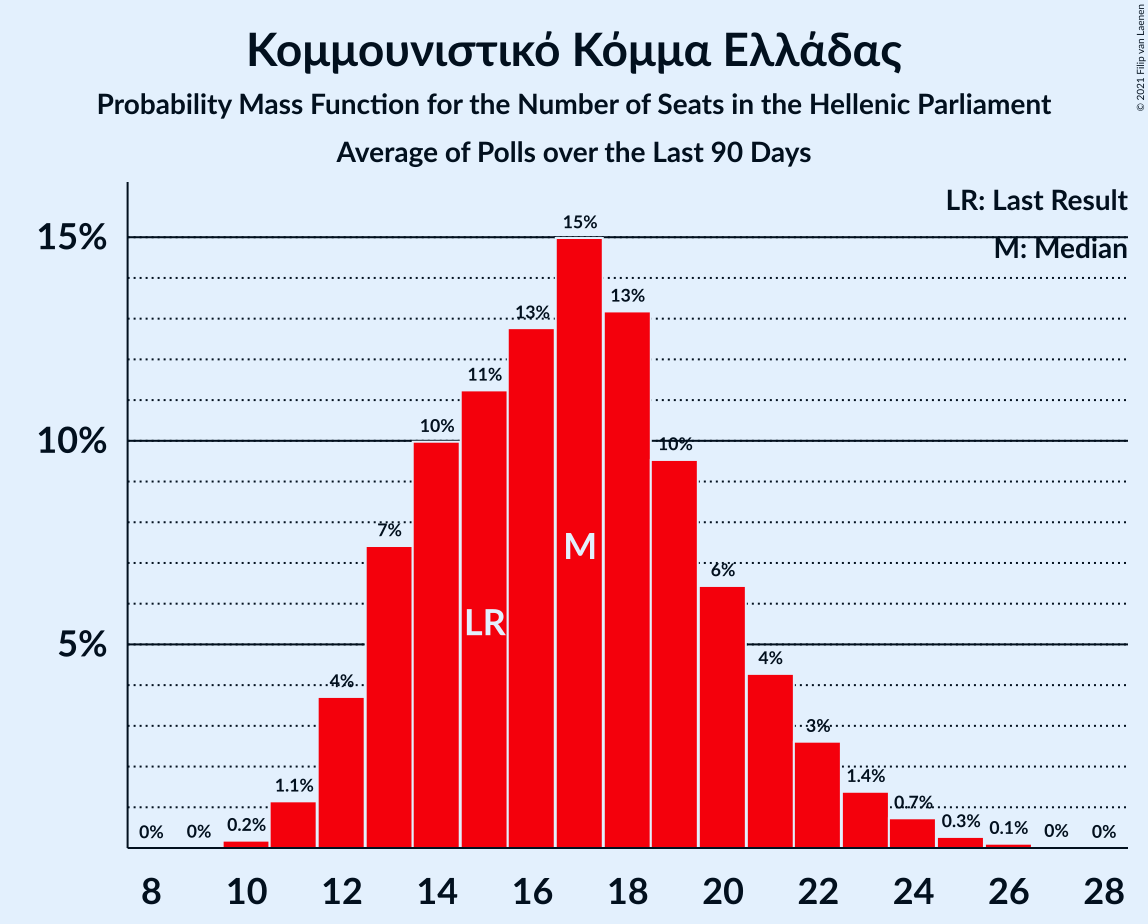 Κομμουνιστικό Κόμμα Ελλάδας
Probability Mass Function for the Number of Seats in the Hellenic Parliament
Average of Polls over the Last 90 Days
© 2021 Filip van Laenen
LR: Last Result
M: Median
15%
10%
5%
0%
0%
0.2%
1.1%
4%
7%
10%
11%
13%
15%
13%
10%
6%
4%
3%
1.4%
0.7%
0.3%
0.1%
0%
0%
LR
M
8 10 12 14 16 18 20 22 24 26 28